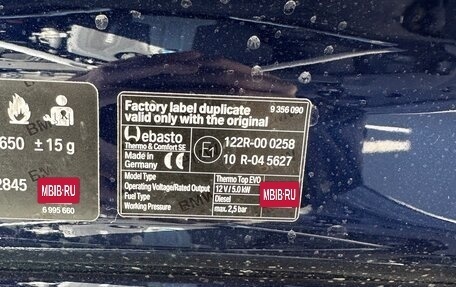 650 ± 15 g
2845
6 995 660
MBIB.RU
Factory label duplicate 9 356 090
valid only with the original
Webasto
Thermo & Comfort SE
Made in
Germany
CE
E1
122R-00 0258
10 R-04 5627
Model Type Thermo Top EVO
Operating Voltage/Rated Output 12 V / 5.0 kW
Fuel Type Diesel
Working Pressure max. 2,5 bar
MBIB.RU